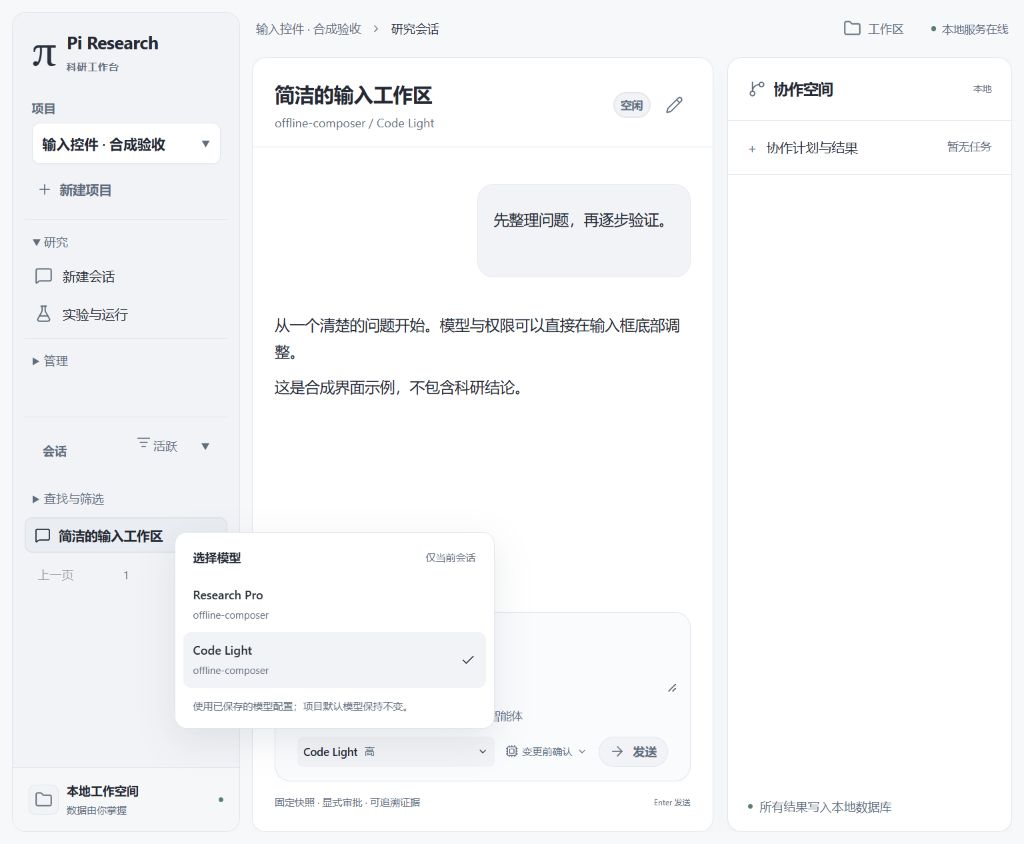 π Pi Research
科研工作台
项目
输入控件 · 合成验收
新建项目
研究
新建会话
实验与运行
管理
会话
活跃
查找与筛选
简洁的输入工作区
上一页
1
本地工作空间
数据由你掌握
输入控件 · 合成验收 › 研究会话
工作区
本地服务在线
简洁的输入工作区
offline-composer / Code Light
空闲
先整理问题，再逐步验证。
从一个清楚的问题开始。模型与权限可以直接在输入框底部调
整。
这是合成界面示例，不包含科研结论。
选择模型
仅当前会话
Research Pro
offline-composer
Code Light
offline-composer
使用已保存的模型配置；项目默认模型保持不变。
智能体
Code Light 高
变更前确认
发送
固定快照 · 显式审批 · 可追溯证据
Enter 发送
协作空间
本地
+ 协作计划与结果
暂无任务
所有结果写入本地数据库